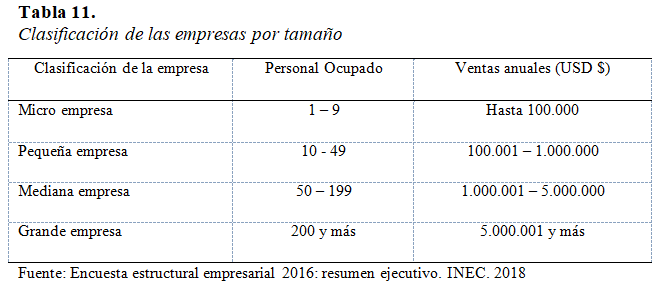 Tabla 11.
Clasificación de las empresas por tamaño
Clasificación de la empresa Personal Ocupado Ventas anuales (USD $)
Micro empresa 1 – 9 Hasta 100.000
Pequeña empresa 10 - 49 100.001 – 1.000.000
Mediana empresa 50 – 199 1.000.001 – 5.000.000
Grande empresa 200 y más 5.000.001 y más
Fuente: Encuesta estructural empresarial 2016: resumen ejecutivo. INEC. 2018